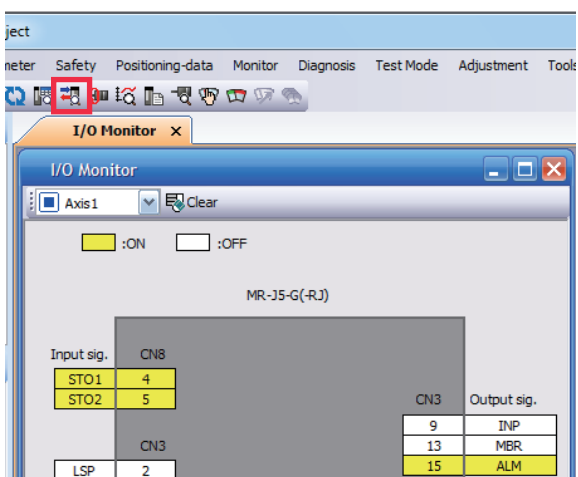 ject
meter Safety Positioning-data Monitor Diagnosis Test Mode Adjustment Tools
I/O Monitor x
I/O Monitor
Axis1 Clear
:ON :OFF
MR-J5-G(-RJ)
Input sig. CN8
STO1 4
STO2 5
CN3 Output sig.
9 INP
13 MBR
CN3
15 ALM
LSP 2